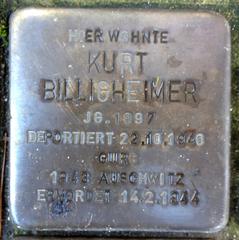 HIER WOHNTE
KURT
BILLIGHEIMER
JG. 1897
DEPORTIERT 22.10.1940
GURS
1943 AUSCHWITZ
ERMORDET 14.2.1944